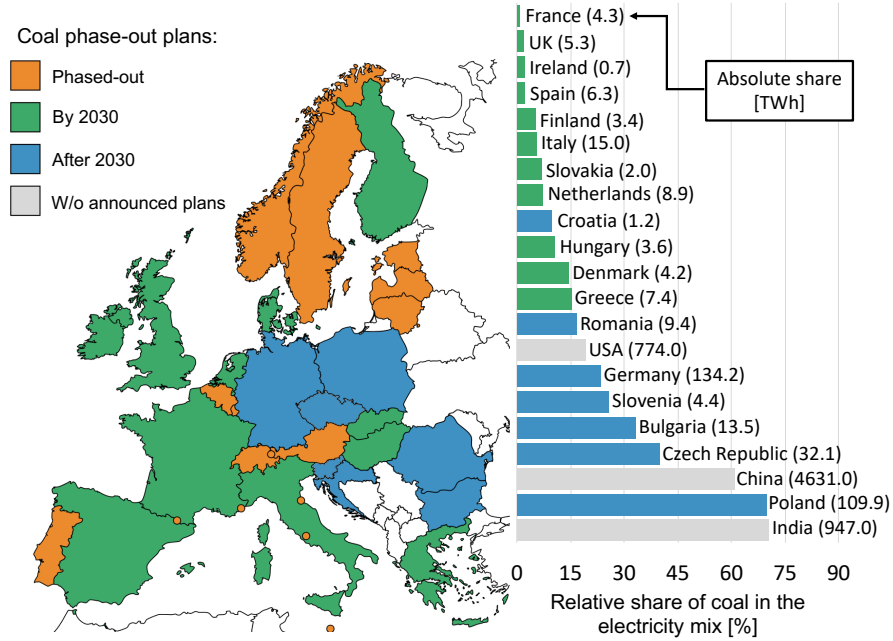 Coal phase-out plans:
Phased-out
By 2030
After 2030
W/o announced plans
France (4.3)
UK (5.3)
Ireland (0.7)
Spain (6.3)
Finland (3.4)
Italy (15.0)
Slovakia (2.0)
Netherlands (8.9)
Croatia (1.2)
Hungary (3.6)
Denmark (4.2)
Greece (7.4)
Romania (9.4)
USA (774.0)
Germany (134.2)
Slovenia (4.4)
Bulgaria (13.5)
Czech Republic (32.1)
China (4631.0)
Poland (109.9)
India (947.0)
Absolute share
[TWh]
0 15 30 45 60 75 90
Relative share of coal in the
electricity mix [%]